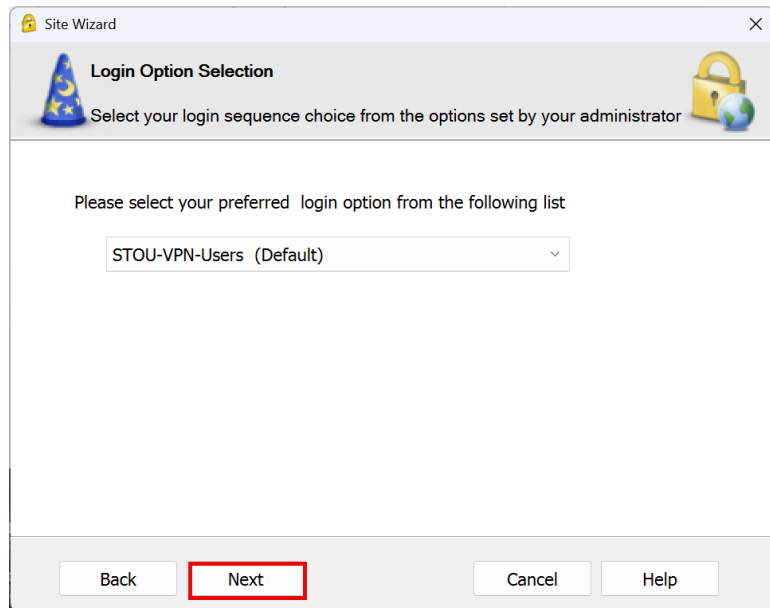 Site Wizard
Login Option Selection
Select your login sequence choice from the options set by your administrator
Please select your preferred  login option from the following list
STOU-VPN-Users  (Default)
Back Next Cancel Help